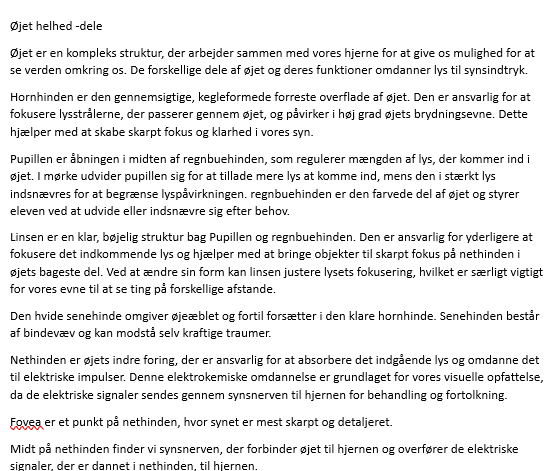 Øjet helhed -dele
Øjet er en kompleks struktur, der arbejder sammen med vores hjerne for at give os mulighed for at
se verden omkring os. De forskellige dele af øjet og deres funktioner omdanner lys til synsindtryk.
Hornhinden er den gennemsigtige, kegleformede forreste overflade af øjet. Den er ansvarlig for at
fokusere lysstrålerne, der passerer gennem øjet, og påvirker i høj grad øjets brydningsevne. Dette
hjælper med at skabe skarpt fokus og klarhed i vores syn.
Pupillen er åbningen i midten af regnbuehinden, som regulerer mængden af lys, der kommer ind i
øjet. I mørke udvider pupillen sig for at tillade mere lys at komme ind, mens den i stærkt lys
indsnævres for at begrænse lyspåvirkningen. regnbuehinden er den farvede del af øjet og styrer
eleven ved at udvide eller indsnævre sig efter behov.
Linsen er en klar, bøjelig struktur bag Pupillen og regnbuehinden. Den er ansvarlig for yderligere at
fokusere det indkommende lys og hjælper med at bringe objekter til skarpt fokus på nethinden i
øjets bageste del. Ved at ændre sin form kan linsen justere lysets fokusering, hvilket er særligt vigtigt
for vores evne til at se ting på forskellige afstande.
Den hvide senehinde omgiver øjeæblet og fortil forsætter i den klare hornhinde. Senehinden består
af bindevæv og kan modstå selv kraftige traumer.
Nethinden er øjets indre foring, der er ansvarlig for at absorbere det indgående lys og omdanne det
til elektriske impulser. Denne elektrokemiske omdannelse er grundlaget for vores visuelle opfattelse,
da de elektriske signaler sendes gennem synsnerven til hjernen for behandling og fortolkning.
Fovea er et punkt på nethinden, hvor synet er mest skarpt og detaljeret.
Midt på nethinden finder vi synsnerven, der forbinder øjet til hjernen og overfører de elektriske
signaler, der er dannet i nethinden, til hjernen.